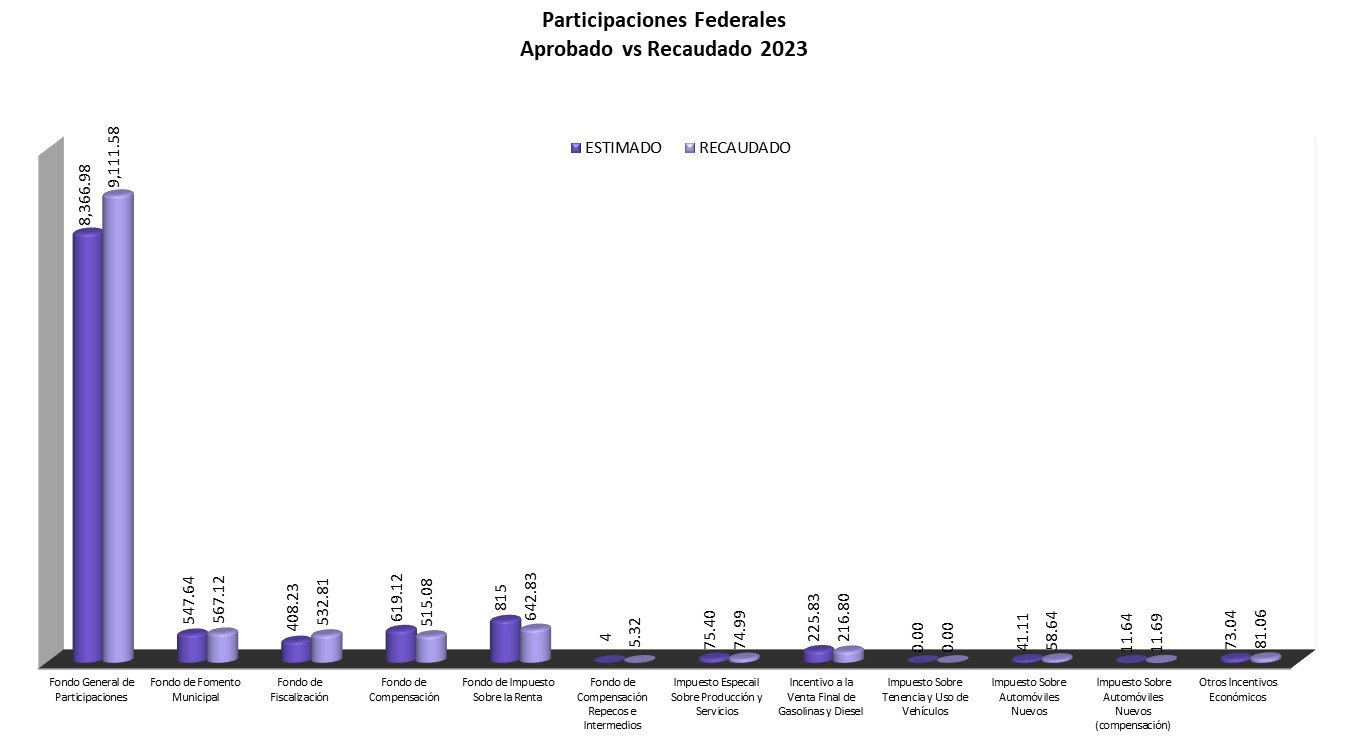 Participaciones Federales
Aprobado vs Recaudado 2023
ESTIMADO RECAUDADO
8,366.98
9,111.58
547.64
567.12
408.23
532.81
619.12
515.08
815
642.83
4
5.32
75.40
74.99
225.83
216.80
0.00
0.00
41.11
58.64
11.64
11.69
73.04
81.06
Fondo General de
Participaciones
Fondo de Fomento
Municipal
Fondo de
Fiscalización
Fondo de
Compensación
Fondo de Impuesto
Sobre la Renta
Fondo de
Compensación
Repecos e
Intermedios
Impuesto Especail
Sobre Producción y
Servicios
Incentivo a la
Venta Final de
Gasolinas y Diesel
Impuesto Sobre
Tenencia y Uso de
Vehículos
Impuesto Sobre
Automóviles
Nuevos
Impuesto Sobre
Automóviles
Nuevos
(compensación)
Otros Incentivos
Económicos